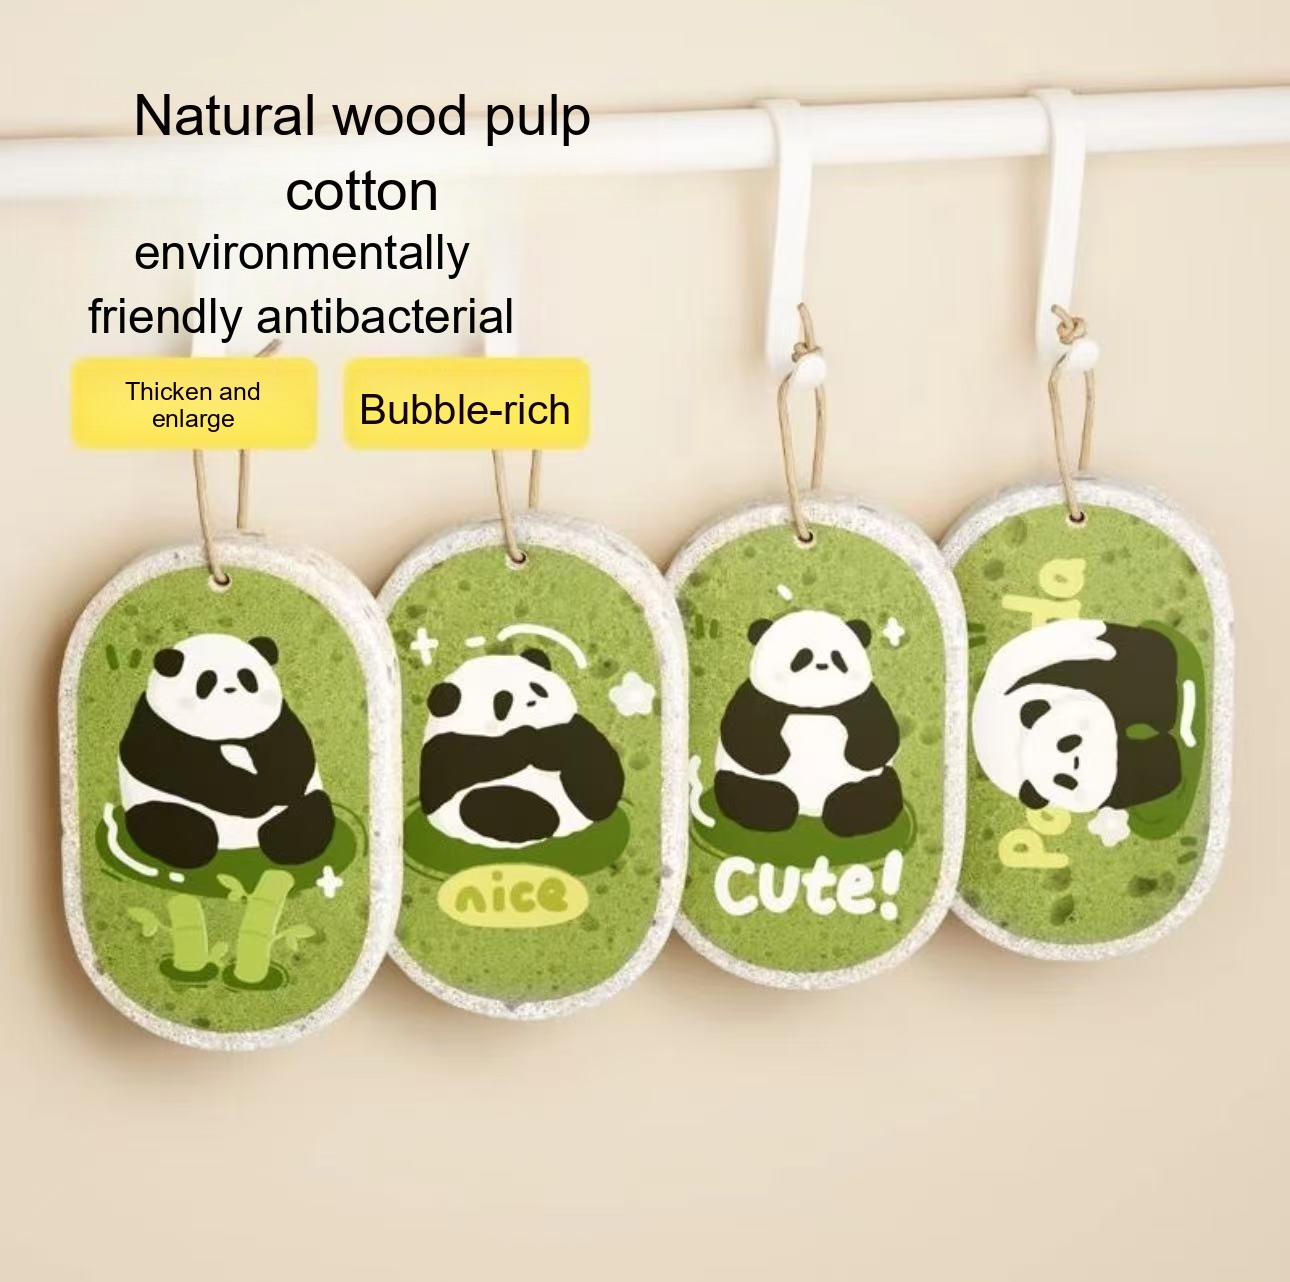 Natural wood pulp
cotton
environmentally
friendly antibacterial
Thicken and
enlarge
Bubble-rich
nice
Cute!